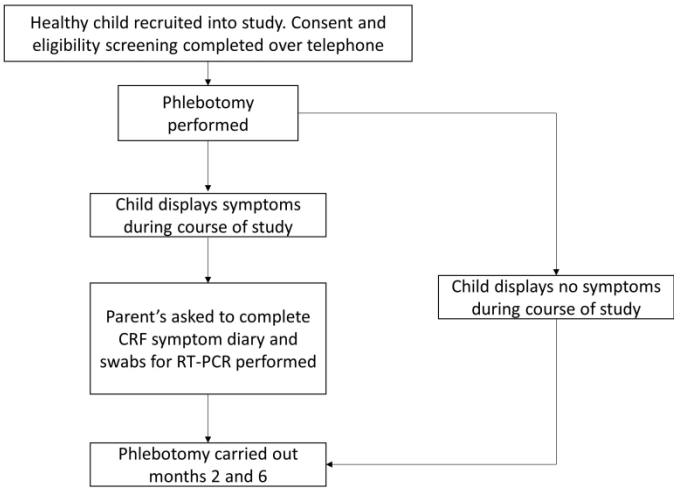 Healthy child recruited into study. Consent and
eligibility screening completed over telephone
Phlebotomy
performed
Child displays symptoms
during course of study
Child displays no symptoms
during course of study
Parent's asked to complete
CRF symptom diary and
swabs for RT-PCR performed
Phlebotomy carried out
months 2 and 6